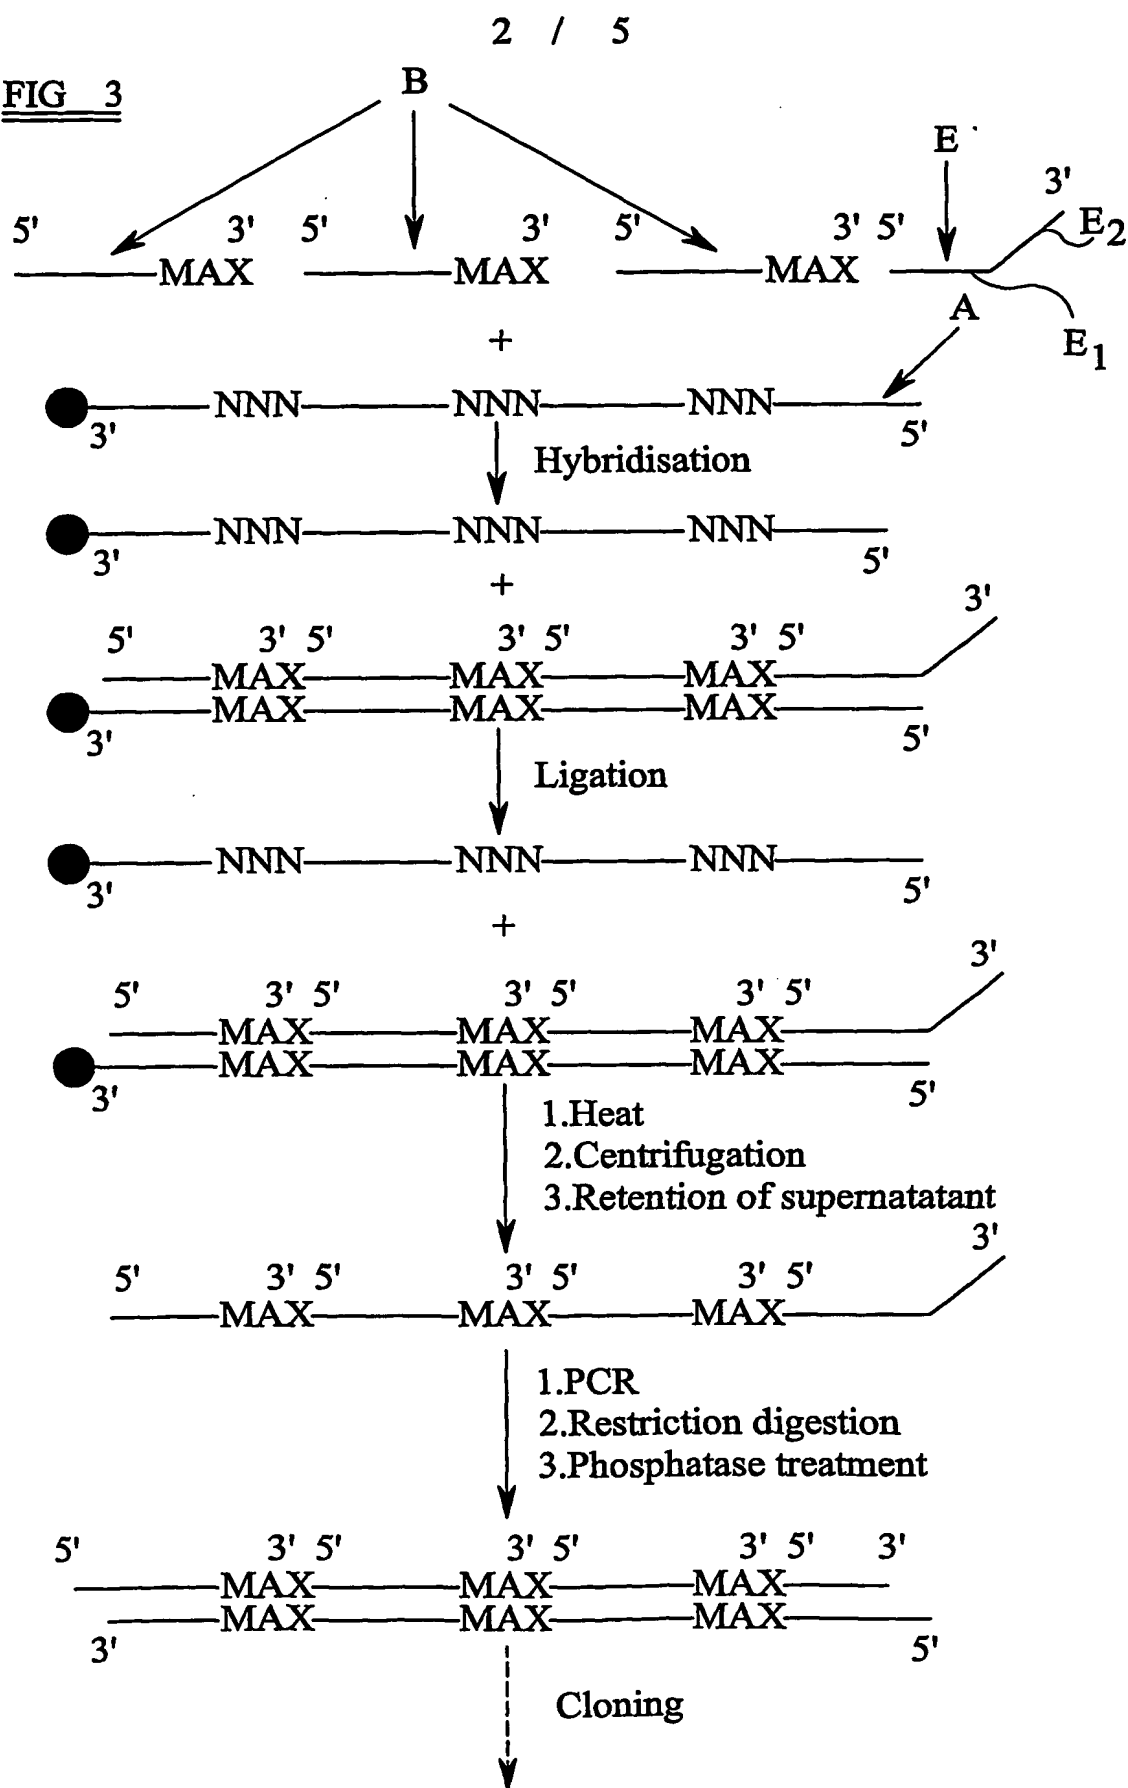 2 / 5
FIG 3
B
E
3'
5' 3' 5' 3' 5' 3' 5' E2
MAX MAX MAX
A
E1
+
NNN NNN NNN
3' 5'
Hybridisation
NNN NNN NNN
3' 5'
+
3'
5' 3' 5' 3' 5' 3' 5'
MAX MAX MAX
MAX MAX MAX
3' 5'
Ligation
NNN NNN NNN
3' 5'
+
3'
5' 3' 5' 3' 5' 3' 5'
MAX MAX MAX
MAX MAX MAX
3' 5'
1.Heat
2.Centrifugation
3.Retention of supernatatant
3'
5' 3' 5' 3' 5' 3' 5'
MAX MAX MAX
1.PCR
2.Restriction digestion
3.Phosphatase treatment
5' 3' 5' 3' 5' 3' 5' 3'
MAX MAX MAX
MAX MAX MAX
3' 5'
Cloning